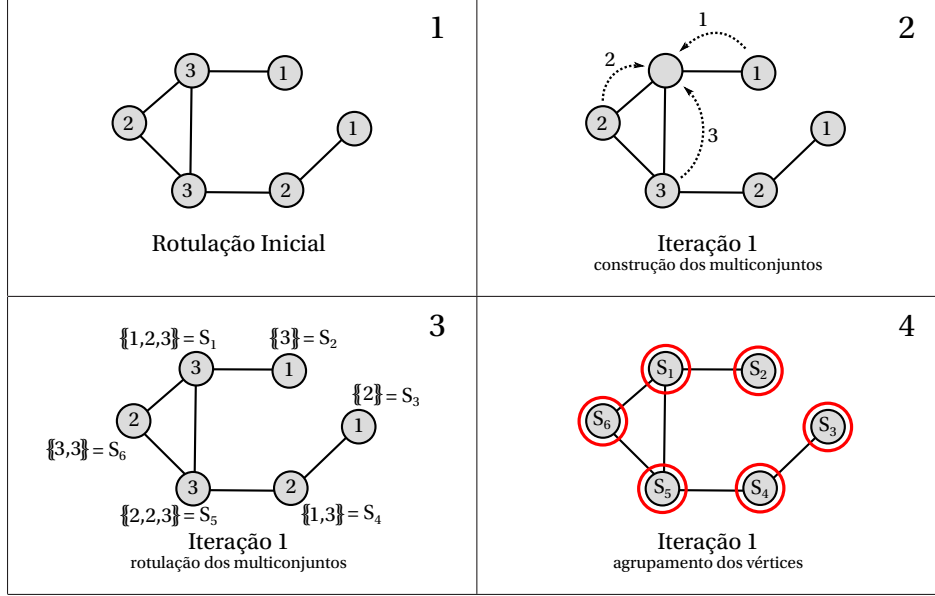 1
3
1
2
1
3
2
Rotulação Inicial
2
1
2
1
2
1
3
3
2
Iteração 1
construção dos multiconjuntos
3
⦃1,2,3⦄ = S₁
⦃3⦄ = S₂
3
1
⦃2⦄ = S₃
2
1
⦃3,3⦄ = S₆
3
2
⦃2,2,3⦄ = S₅
⦃1,3⦄ = S₄
Iteração 1
rotulação dos multiconjuntos
4
S₁
S₂
S₆
S₃
S₅
S₄
Iteração 1
agrupamento dos vértices